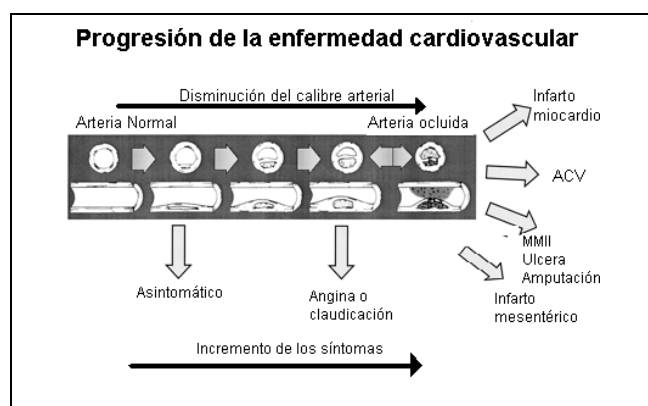 Progresión de la enfermedad cardiovascular
Disminución del calibre arterial
Arteria Normal
Arteria ocluida
Infarto
miocardio
ACV
MMII
Ulcera
Amputación
Infarto
mesentérico
Asintomático
Angina o
claudicación
Incremento de los síntomas